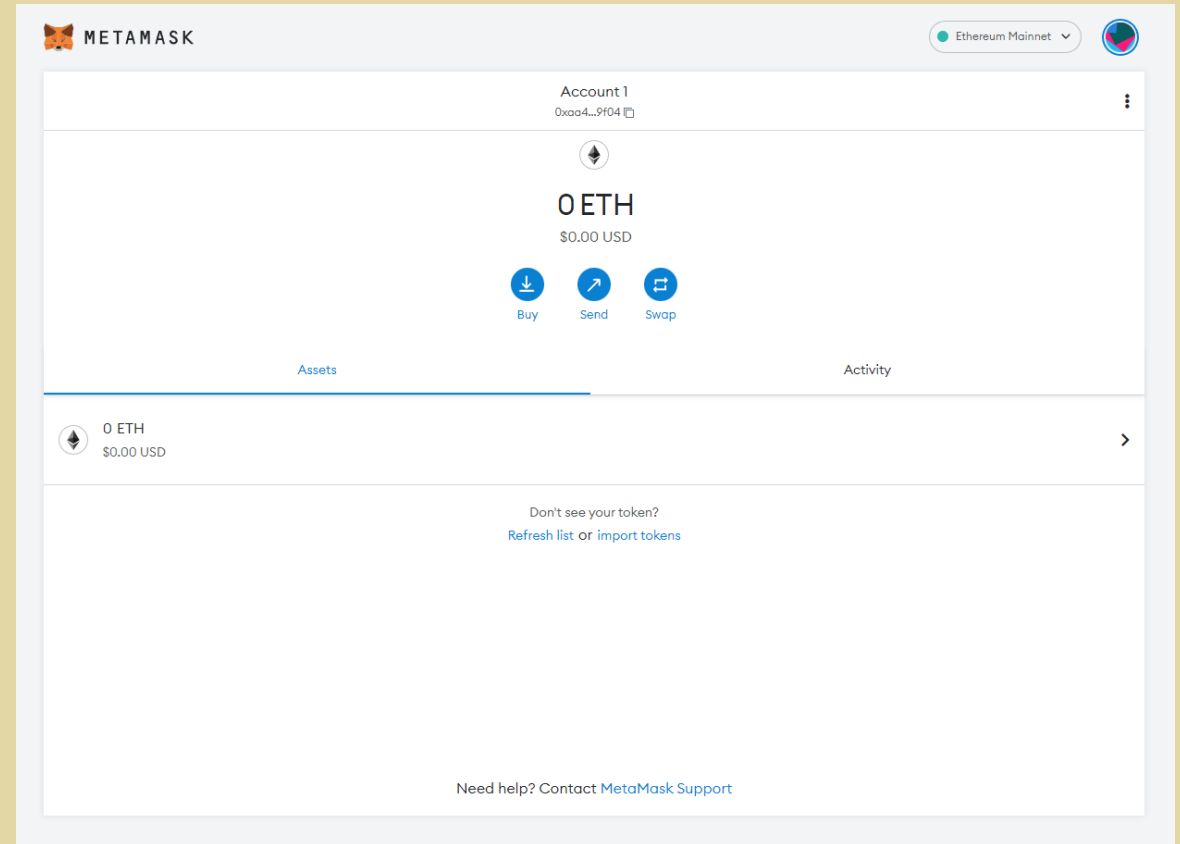 METAMASK
Ethereum Mainnet
Account 1
0xaa4...9f04
0 ETH
$0.00 USD
Buy Send Swap
Assets Activity
0 ETH
$0.00 USD
Don't see your token?
Refresh list or import tokens
Need help? Contact MetaMask Support